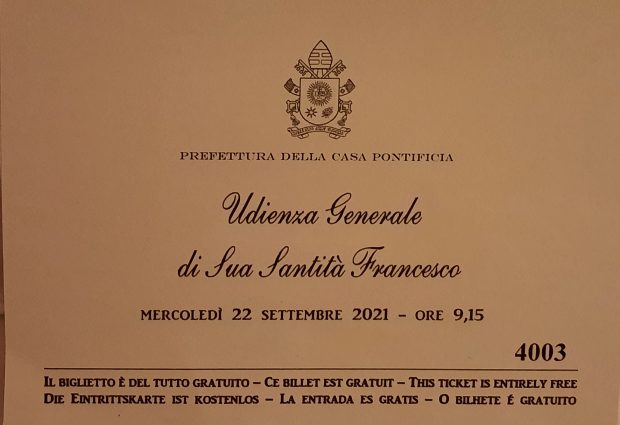 PREFETTURA DELLA CASA PONTIFICIA
Udienza Generale
di Sua Santità Francesco
MERCOLEDÌ 22 SETTEMBRE 2021 – ORE 9,15
4003
IL BIGLIETTO È DEL TUTTO GRATUITO – CE BILLET EST GRATUIT – THIS TICKET IS ENTIRELY FREE
DIE EINTRITTSKARTE IST KOSTENLOS – LA ENTRADA ES GRATIS – O BILHETE É GRATUITO